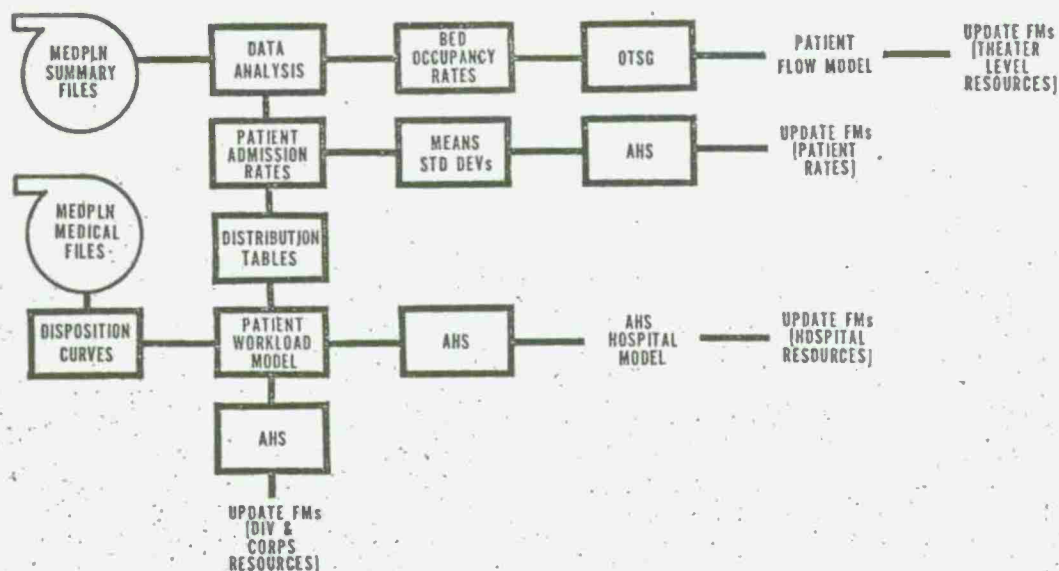 MEDPLN
SUMMARY
FILES
DATA
ANALYSIS
BED
OCCUPANCY
RATES
OTSG
PATIENT
FLOW MODEL
UPDATE FMs
[THEATER
LEVEL
RESOURCES]
PATIENT
ADMISSION
RATES
MEANS
STD DEVs
AHS
UPDATE FMs
[PATIENT
RATES]
MEDPLN
MEDICAL
FILES
DISTRIBUTION
TABLES
DISPOSITION
CURVES
PATIENT
WORKLOAD
MODEL
AHS
AHS
HOSPITAL
MODEL
UPDATE FMs
[HOSPITAL
RESOURCES]
AHS
UPDATE FMs
[DIV &
CORPS
RESOURCES]